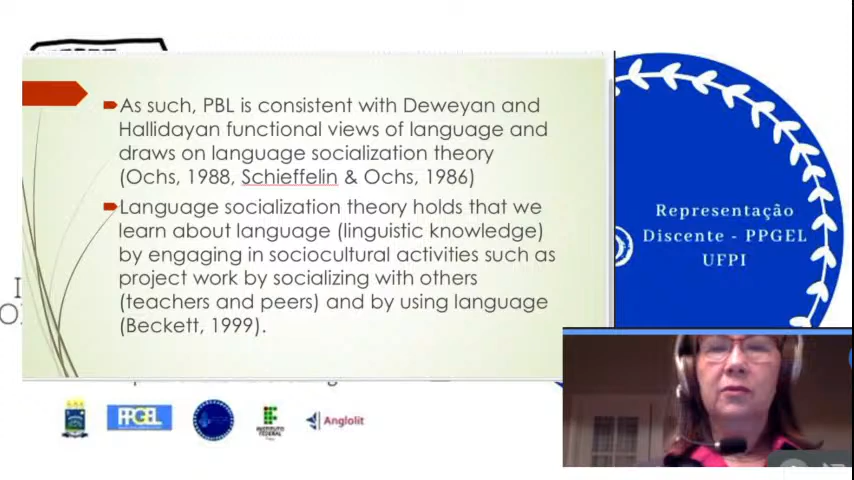 As such, PBL is consistent with Deweyan and
Hallidayan functional views of language and
draws on language socialization theory
(Ochs, 1988, Schieffelin & Ochs, 1986)
Language socialization theory holds that we
learn about language (linguistic knowledge)
by engaging in sociocultural activities such as
project work by socializing with others
(teachers and peers) and by using language
(Beckett, 1999).
Representação
Discente - PPGEL
UFPI
PPGEL
INSTITUTO
FEDERAL
Anglolit